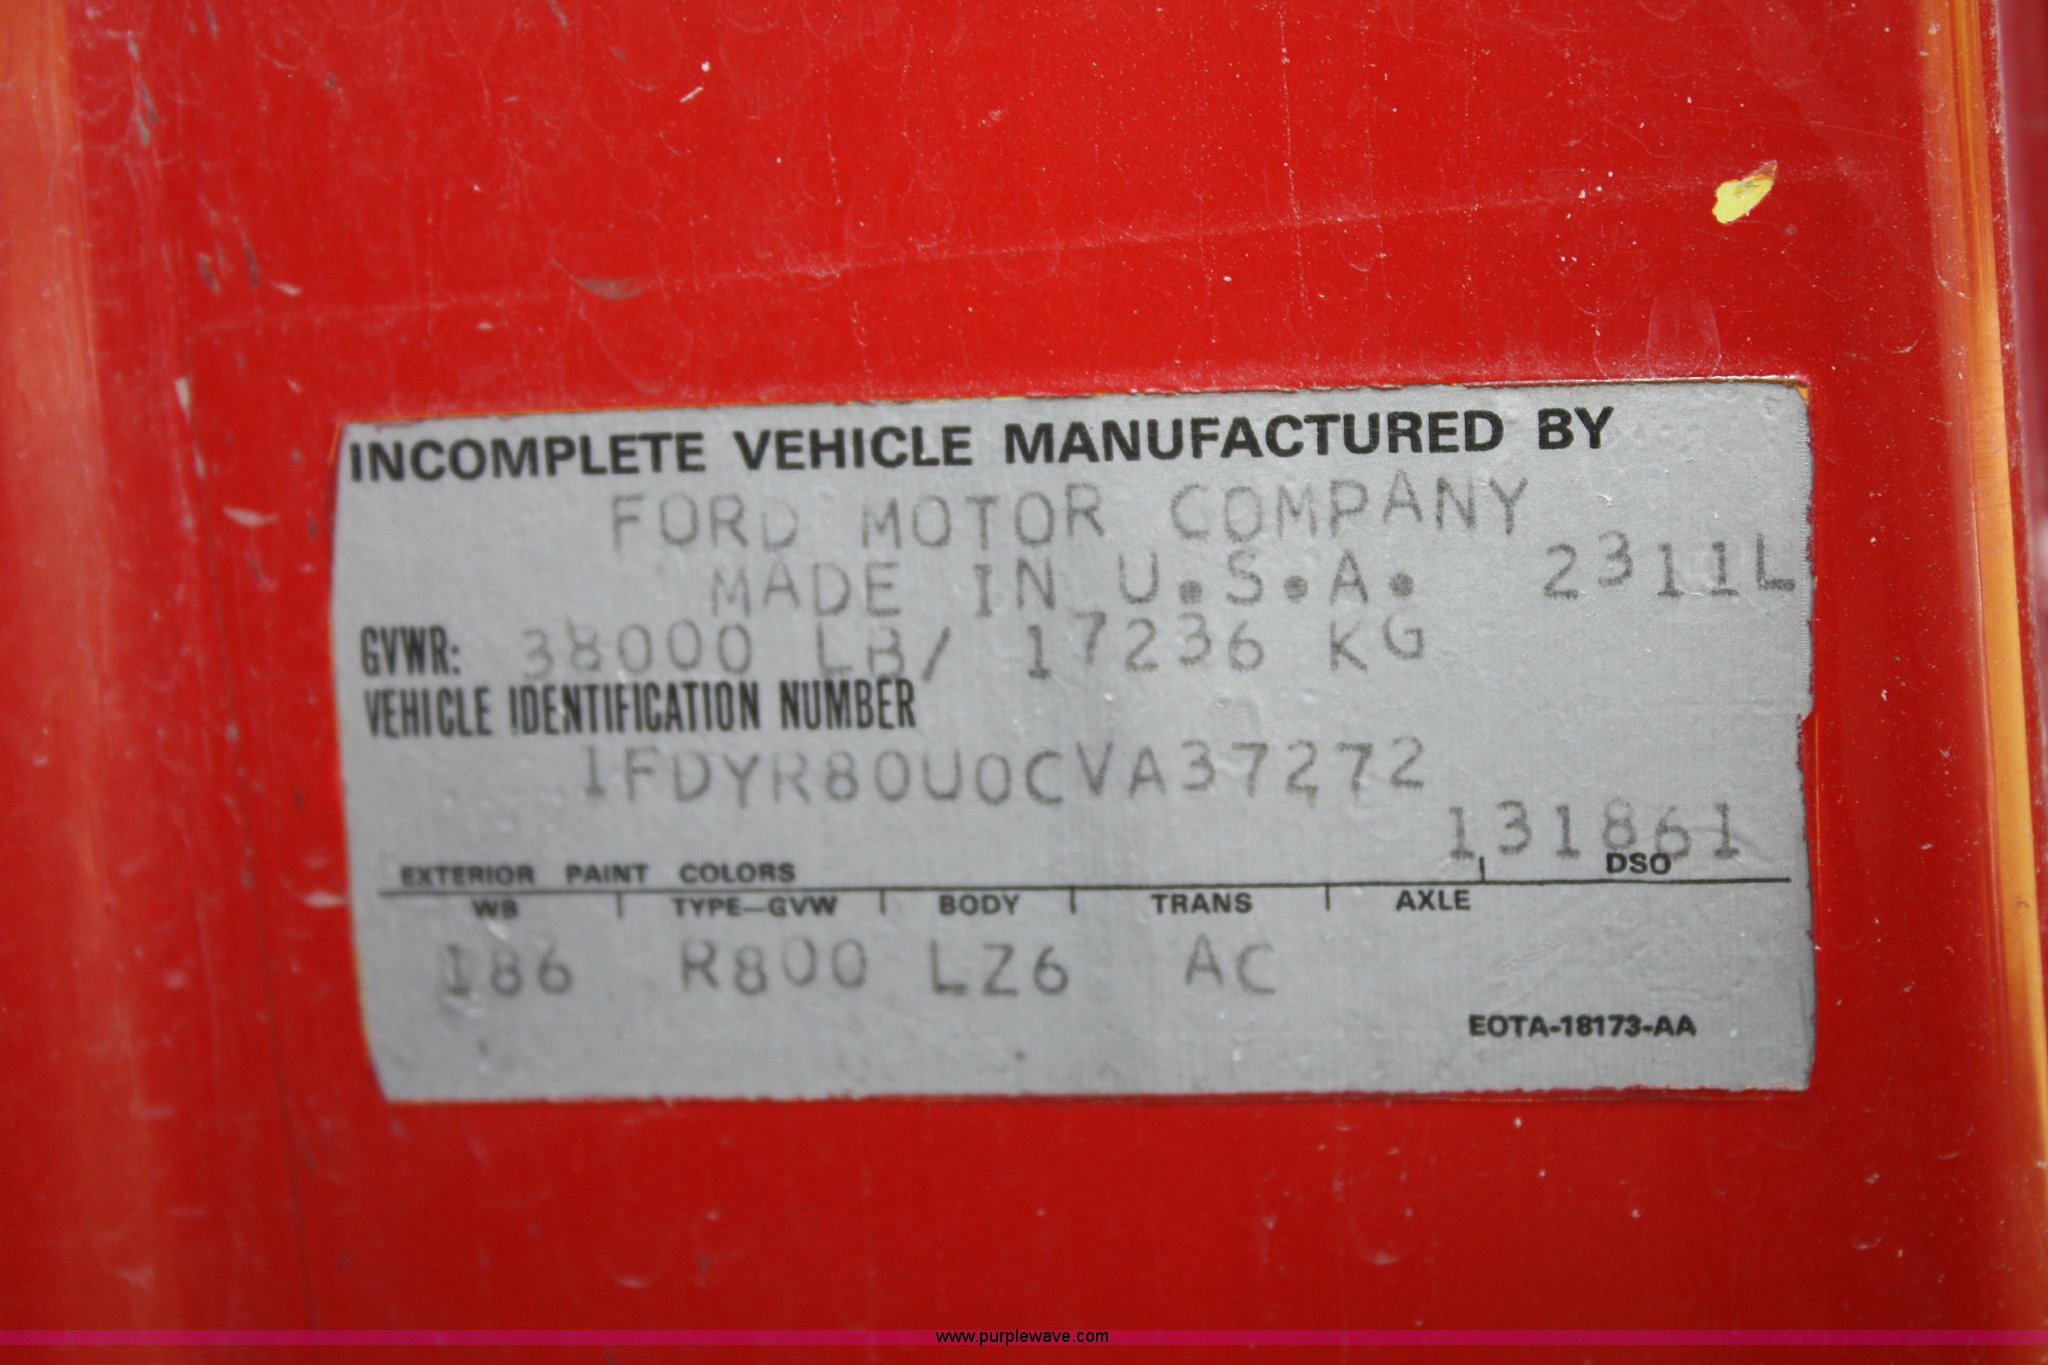 INCOMPLETE VEHICLE MANUFACTURED BY
FORD MOTOR COMPANY
MADE IN U.S.A. 2311L
GVWR: 38000 LB/ 17236 KG
VEHICLE IDENTIFICATION NUMBER
1FDYR80U0CVA37272
131861
EXTERIOR PAINT COLORS DSO
WB TYPE-GVW BODY TRANS AXLE
186 R800 LZ6 AC
EOTA-18173-AA
www.purplewave.com